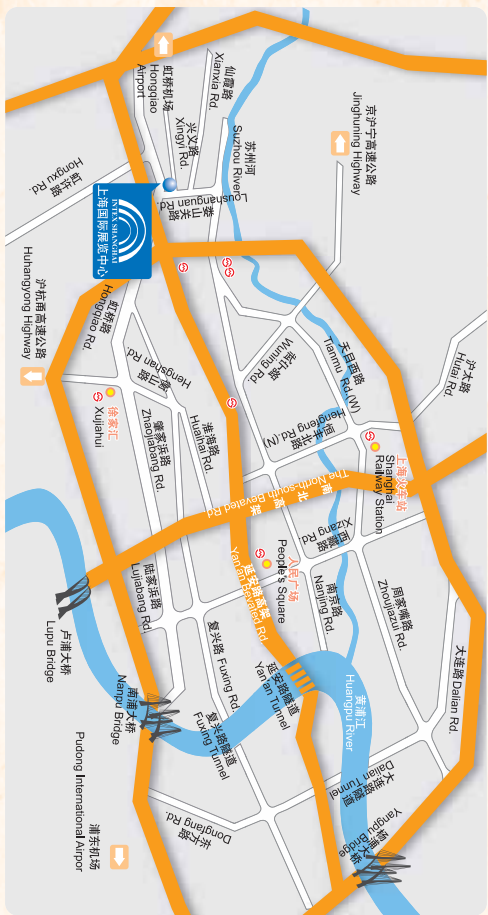 京沪宁高速公路
Jinghuning Highway
沪太路
Hutai Rd.
仙霞路
Xianxia Rd.
苏州河
Suzhou River
虹桥机场
Hongqiao
Airport
兴义路
Xingyi Rd.
娄山关路
Loushanguan Rd.
虹许路
Hongxu Rd.
INTEX SHANGHAI
上海国际展览中心
天目西路
Tianmu Rd.(W)
武宁路
Wuning Rd.
恒丰北路
Hengfeng Rd (N)
上海火车站
Shanghai
Railway Station
虹桥路
Hongqiao Rd.
沪杭甬高速公路
Huhangyong Highway
衡山路
Hengshan Rd.
淮海路
Huaihai Rd.
肇家浜路
Zhaojiabang Rd.
徐家汇
Xujiahui
南北高架
The North-south Elevated Rd.
西藏路
Xizang Rd.
周家嘴路
Zhoujiazui Rd.
大连路 Dalian Rd.
人民广场
People's Square
南京路
Nanjing Rd.
延安路高架
Yan'an Elevated Rd.
陆家浜路
Lujiabang Rd.
复兴路 Fuxing Rd.
延安路隧道
Yan'an Tunnel
黄浦江
Huangpu River
卢浦大桥
Lupu Bridge
南浦大桥
Nanpu Bridge
复兴路隧道
Fuxing Tunnel
大连路隧道
Dalian Tunnel
杨浦大桥
Yangpu Bridge
东方路
Dongfang Rd.
浦东机场
Pudong International Airpor